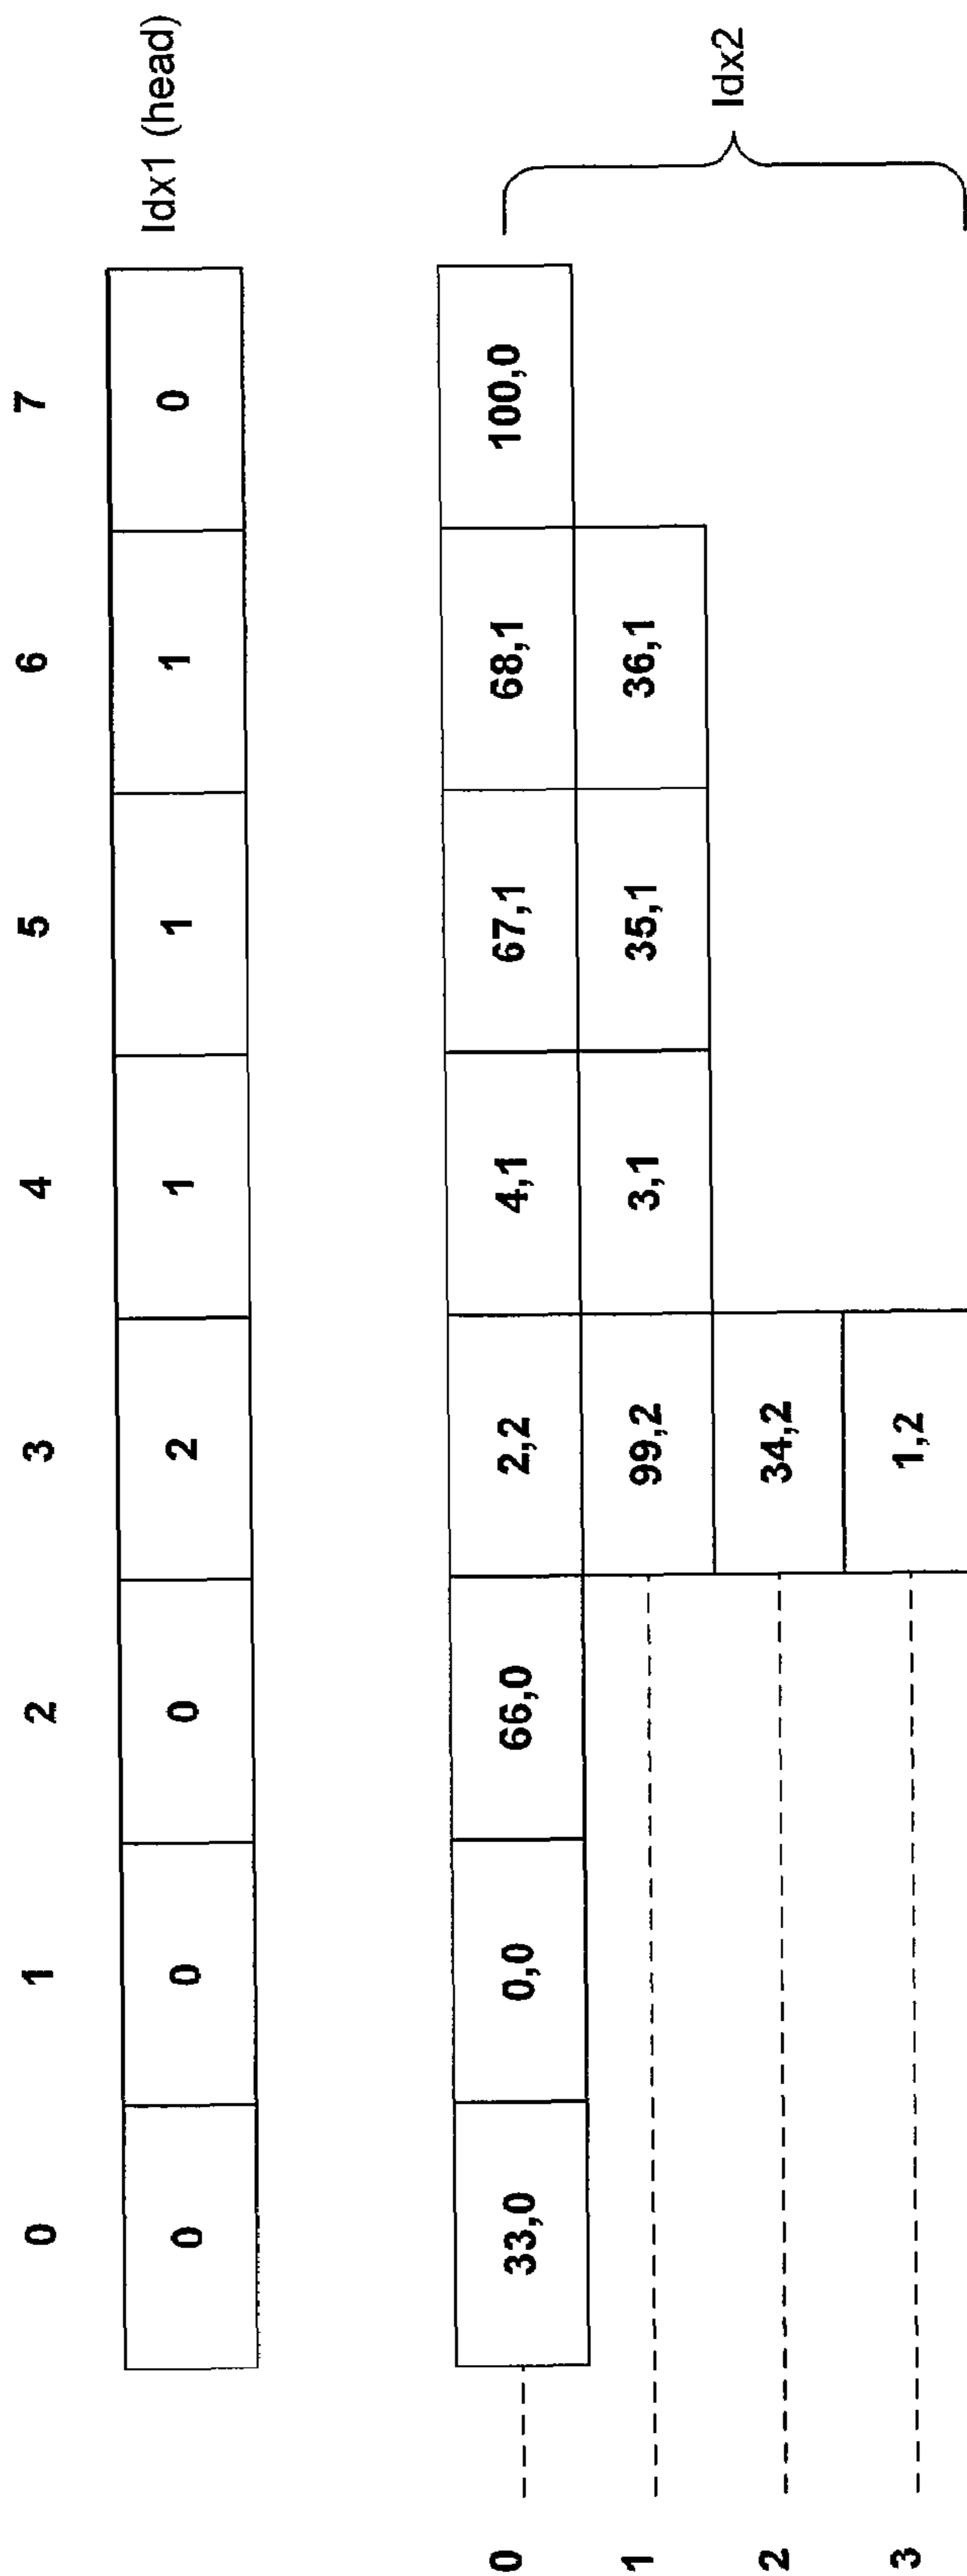 0 1 2 3 4 5 6 7
0 0 0 2 1 1 1 0 Idx1 (head)
0 33,0 0,0 66,0 2,2 4,1 67,1 68,1 100,0
1 99,2 3,1 35,1 36,1
2 34,2
3 1,2
Idx2